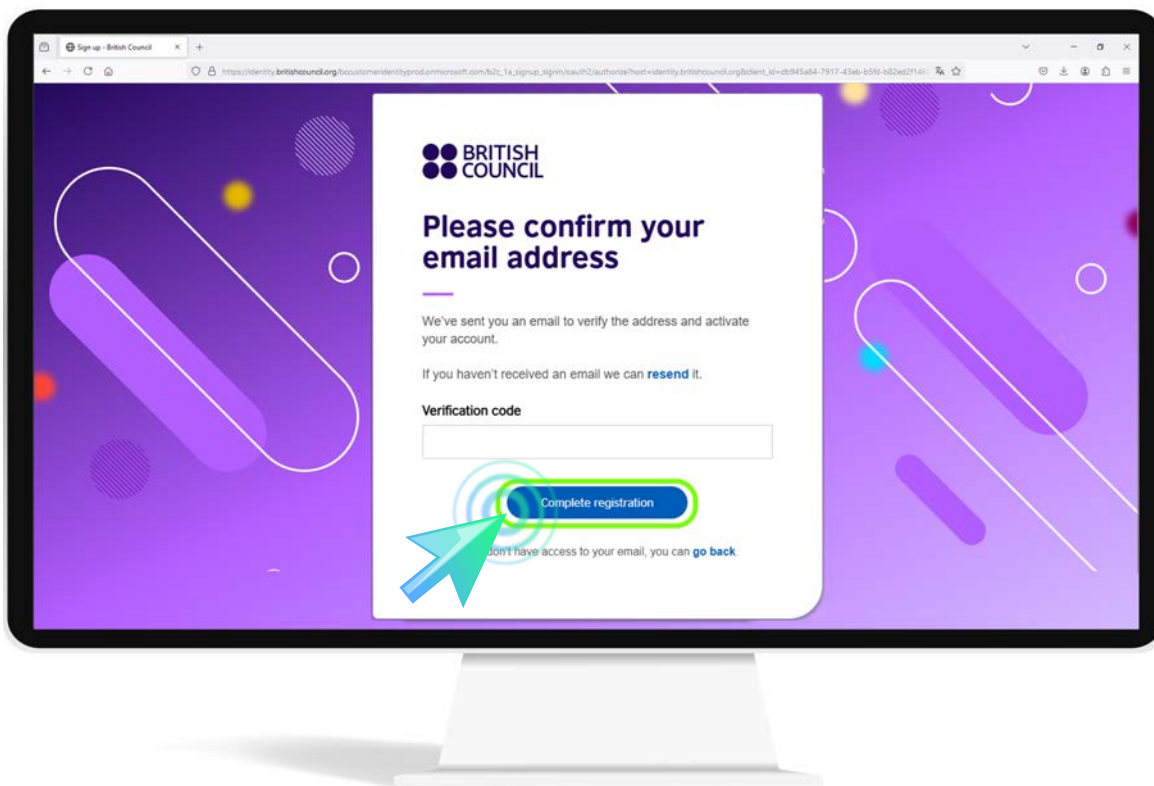 Sign up - British Council
BRITISH
COUNCIL
Please confirm your
email address
We've sent you an email to verify the address and activate
your account.
If you haven't received an email we can resend it.
Verification code
Complete registration
don't have access to your email, you can go back.